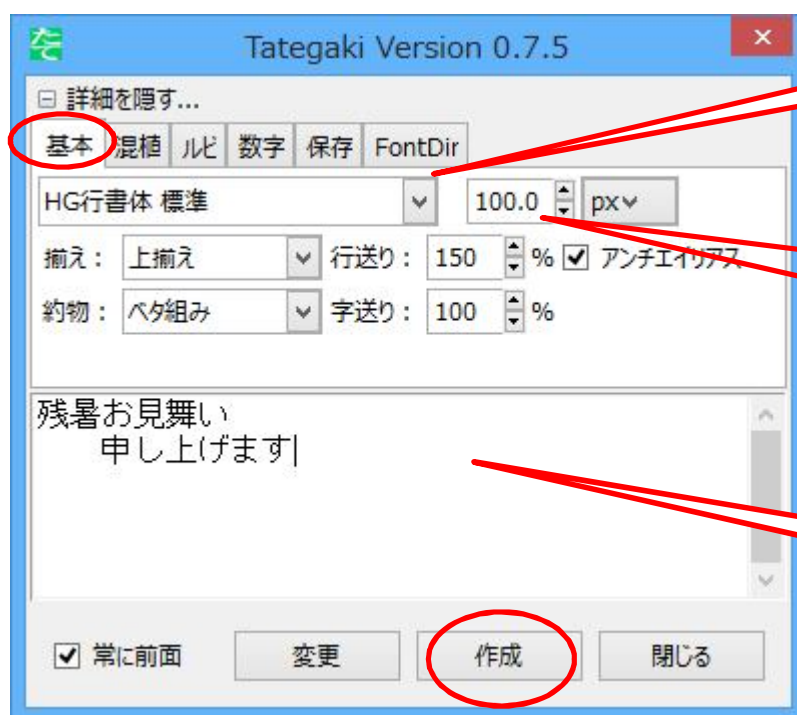 たそ Tategaki Version 0.7.5 ×
詳細を隠す...
基本 混植 ルビ 数字 保存 FontDir
HG行書体 標準 100.0 px
揃え： 上揃え 行送り： 150 % アンチエイリアス
約物： ベタ組み 字送り： 100 %
残暑お見舞い
申し上げます
常に前面 変更 作成 閉じる